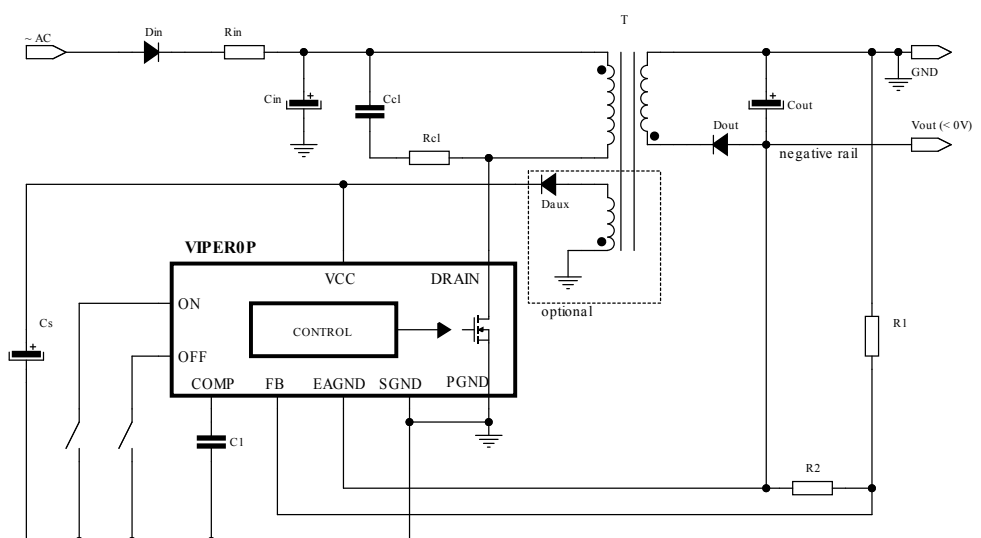 T
~ AC
Din
Rin
GND
Cin
+
Ccl
+
Cout
Rcl
Dout
Vout (< 0V)
negative rail
Daux
VIPER0P
VCC
DRAIN
optional
ON
Cs
+
CONTROL
R1
OFF
COMP
FB
EAGND
SGND
PGND
C1
R2